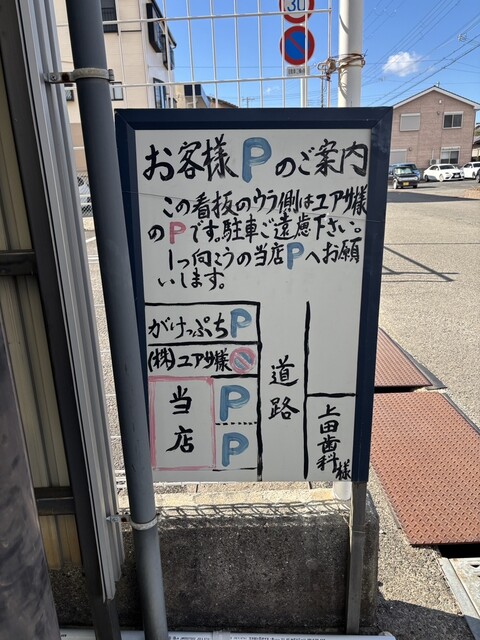 30
お客様Pのご案内
この看板のウラ側はユアサ様
のPです。駐車ご遠慮下さい。
1つ向こうの当店Pへお願
いします。
がけっぷち P
(株)ユアサ様 P
当店 P
P
道路
上田歯科様